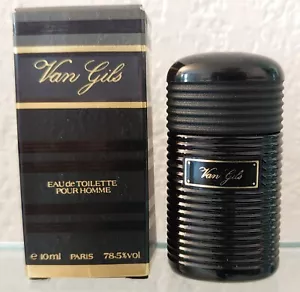 Van Gils
EAU de TOILETTE
POUR HOMME
℮ 10ml PARIS 78.5%vol
Van Gils